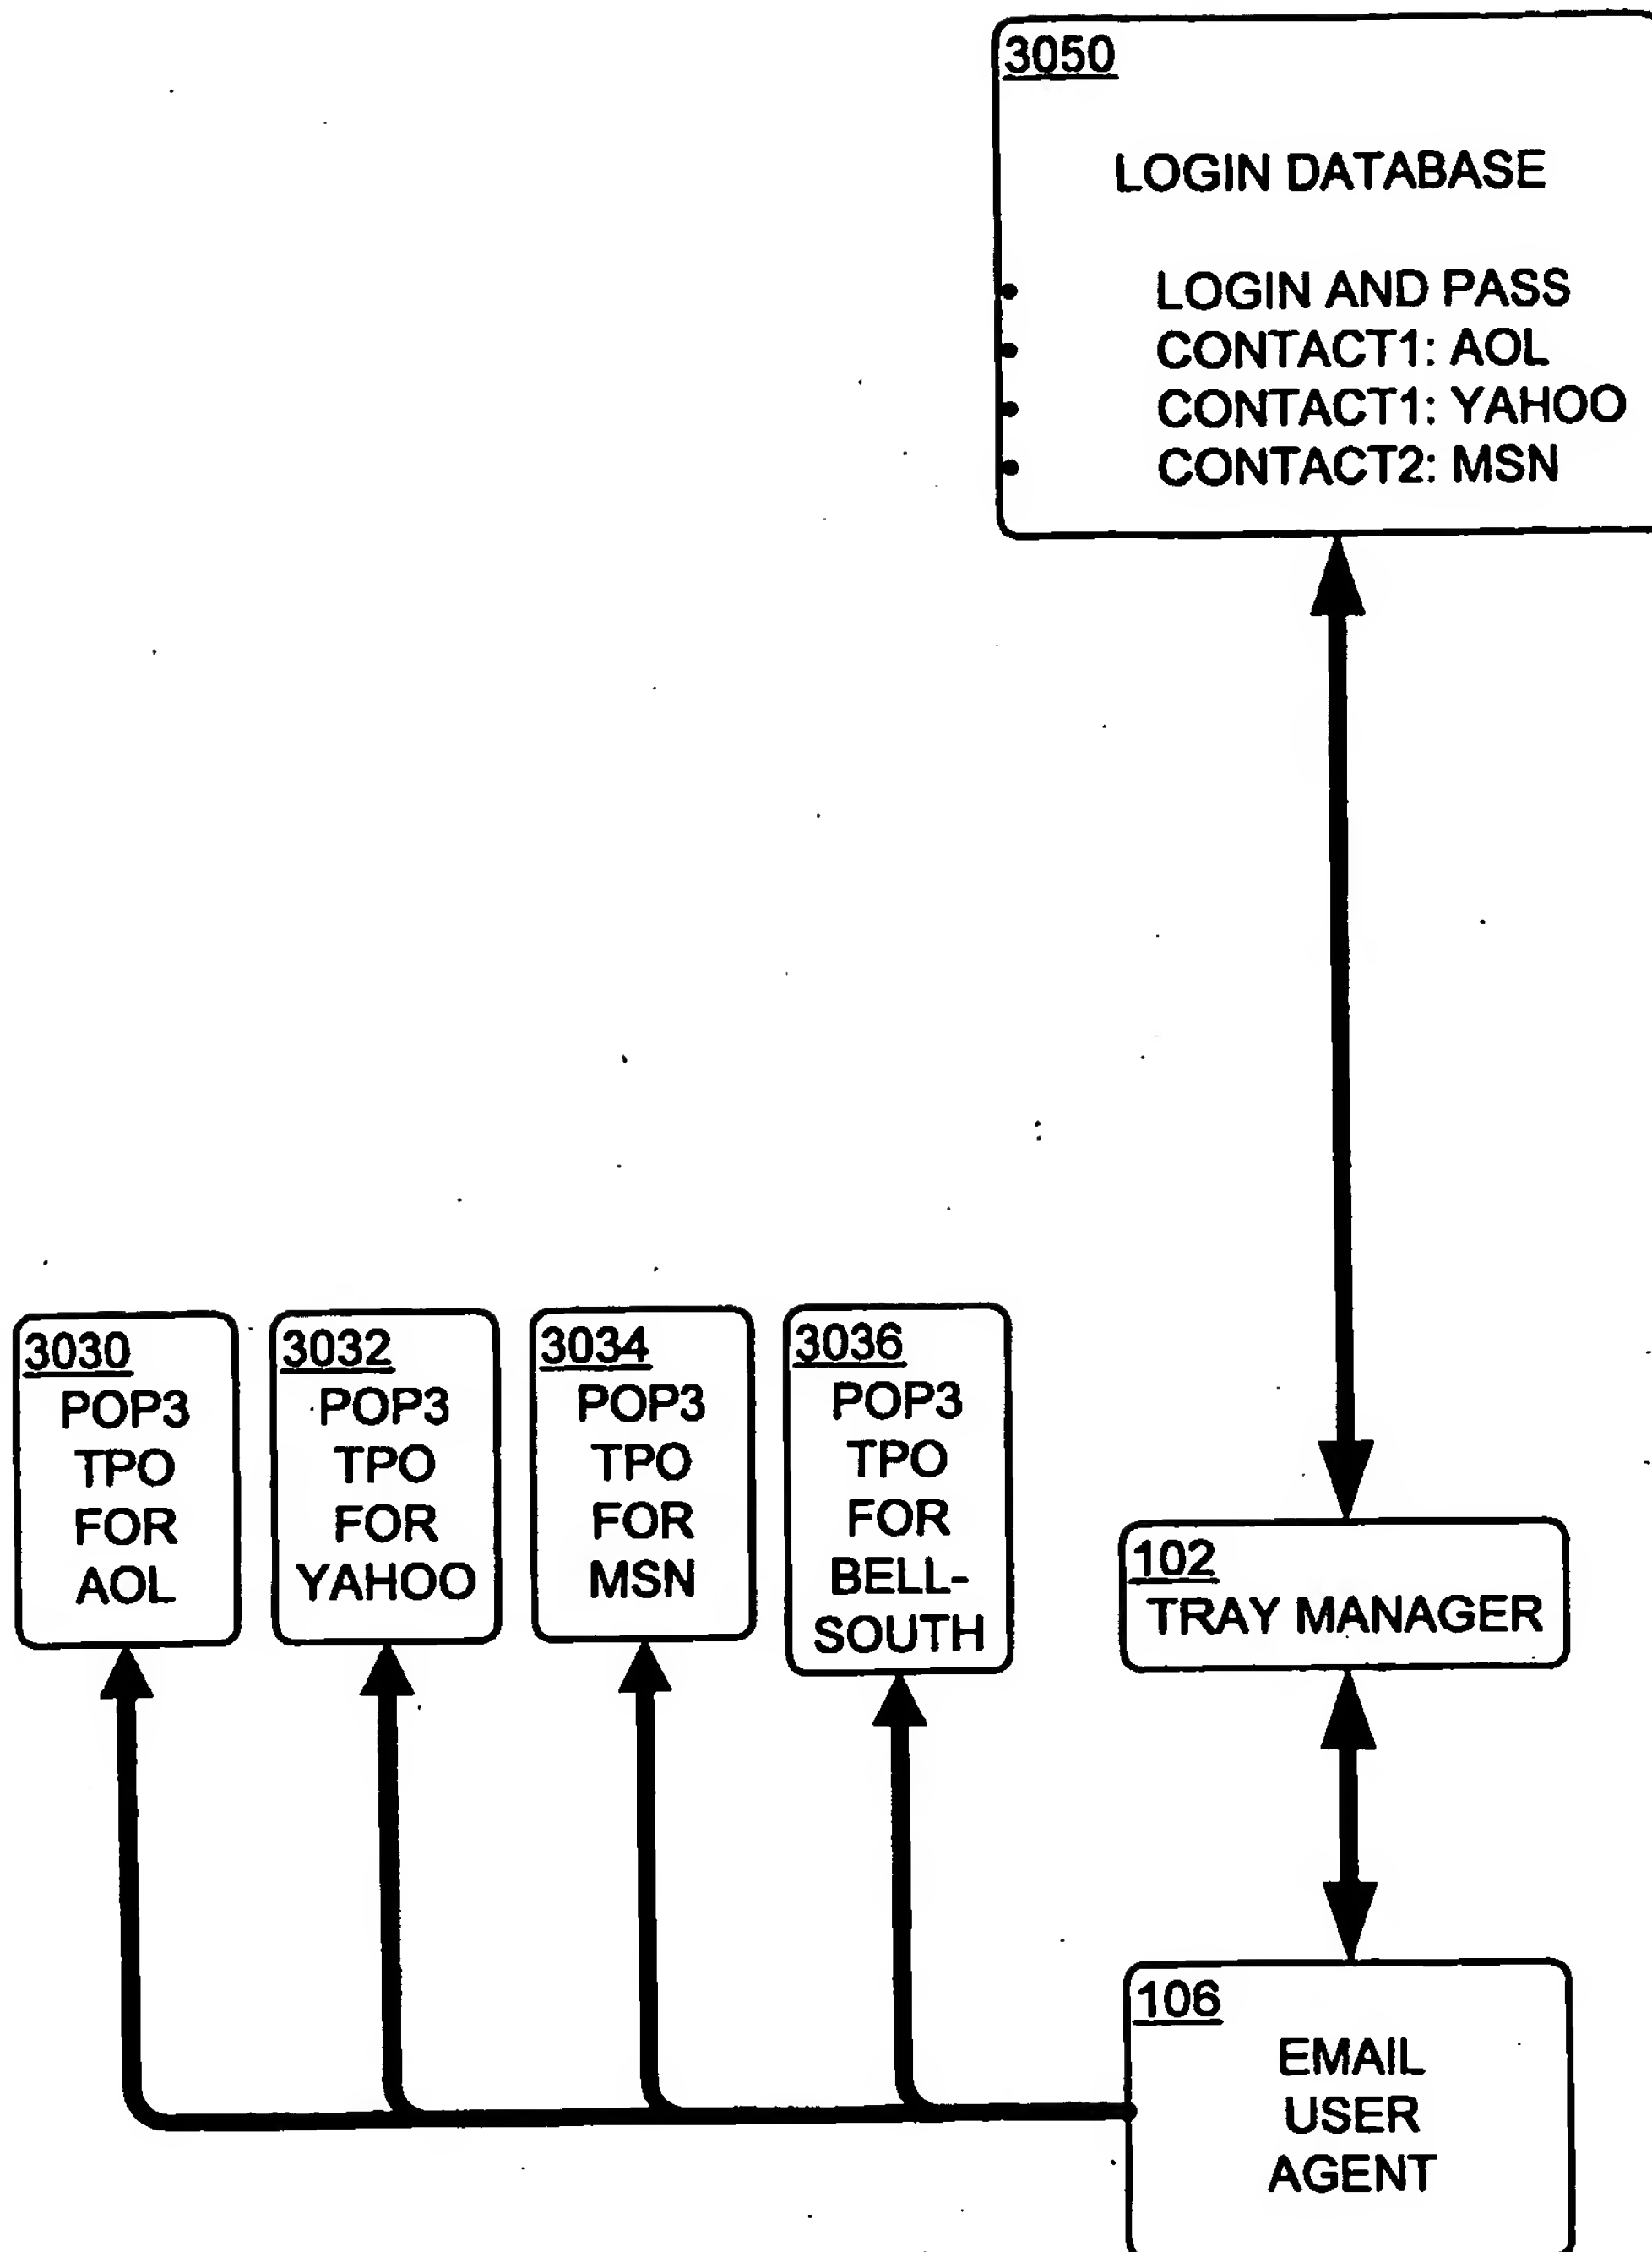 3050
LOGIN DATABASE
LOGIN AND PASS
CONTACT1: AOL
CONTACT1: YAHOO
CONTACT2: MSN
3030
POP3
TPO
FOR
AOL
3032
POP3
TPO
FOR
YAHOO
3034
POP3
TPO
FOR
MSN
3036
POP3
TPO
FOR
BELL-
SOUTH
102
TRAY MANAGER
106
EMAIL
USER
AGENT